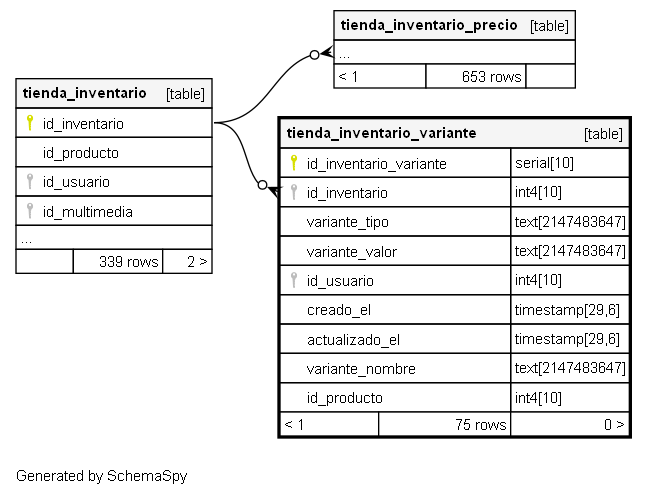 tienda_inventario_precio [table]
...
< 1 653 rows
tienda_inventario [table]
id_inventario
id_producto
id_usuario
id_multimedia
...
339 rows 2 >
tienda_inventario_variante [table]
id_inventario_variante serial[10]
id_inventario int4[10]
variante_tipo text[2147483647]
variante_valor text[2147483647]
id_usuario int4[10]
creado_el timestamp[29,6]
actualizado_el timestamp[29,6]
variante_nombre text[2147483647]
id_producto int4[10]
< 1 75 rows 0 >
Generated by SchemaSpy